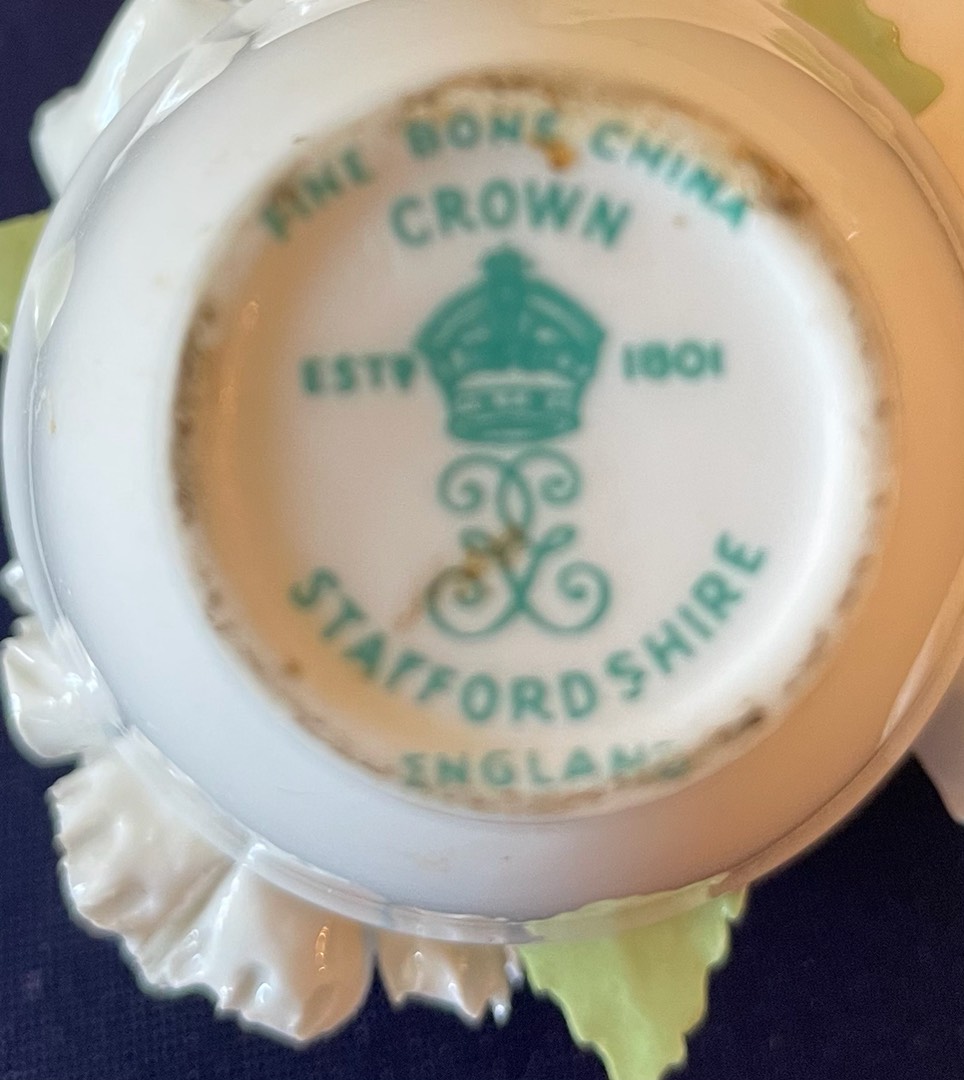 FINE BONE CHINA
CROWN
ESTD 1801
STAFFORDSHIRE
ENGLAND